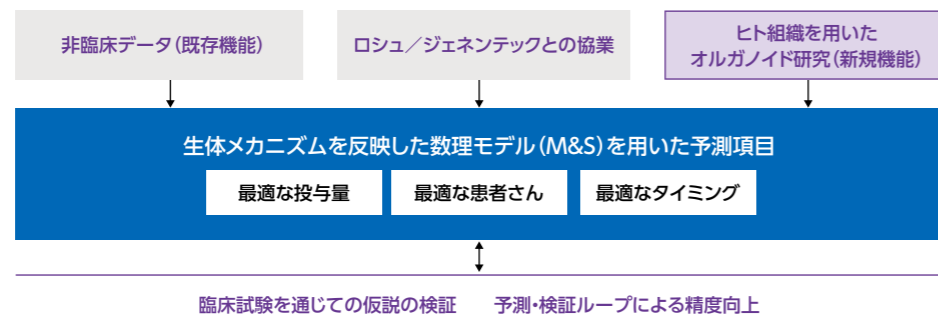 非臨床データ（既存機能）
ロシュ／ジェネンテックとの協業
ヒト組織を用いた
オルガノイド研究（新規機能）
生体メカニズムを反映した数理モデル（M&S）を用いた予測項目
最適な投与量
最適な患者さん
最適なタイミング
臨床試験を通じての仮説の検証　予測・検証ループによる精度向上